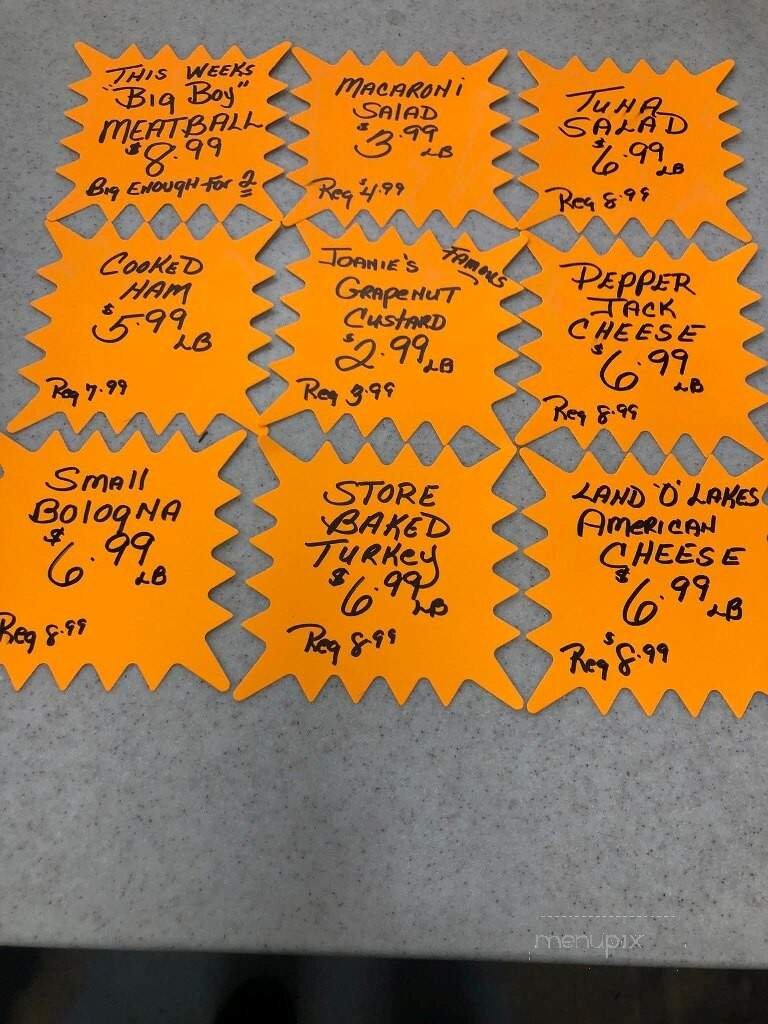 THIS WEEKS
"Big Boy"
MEATBALL
$8.99
Big ENOUGH For 2
MACARONi
SAlAD
$3.99 LB
Reg $4.99
TUNA
SALAD
$6.99 LB
Reg 8.99
COOKED
HAM
$5.99 LB
Reg 7.99
JOANIE'S FAMOUS
GRAPENUT
CUSTARD
$2.99 LB
Reg 3.99
PEPPER
JACK
CHEESE
$6.99 LB
Reg 8.99
SMAll
BOlOgNA
$6.99 LB
Reg 8.99
STORE
BAKED
TURKEy
$6.99 LB
Reg 8.99
LAND 'O' LAKES
AMERICAN
CHEESE
$6.99 LB
Reg $8.99
menupix